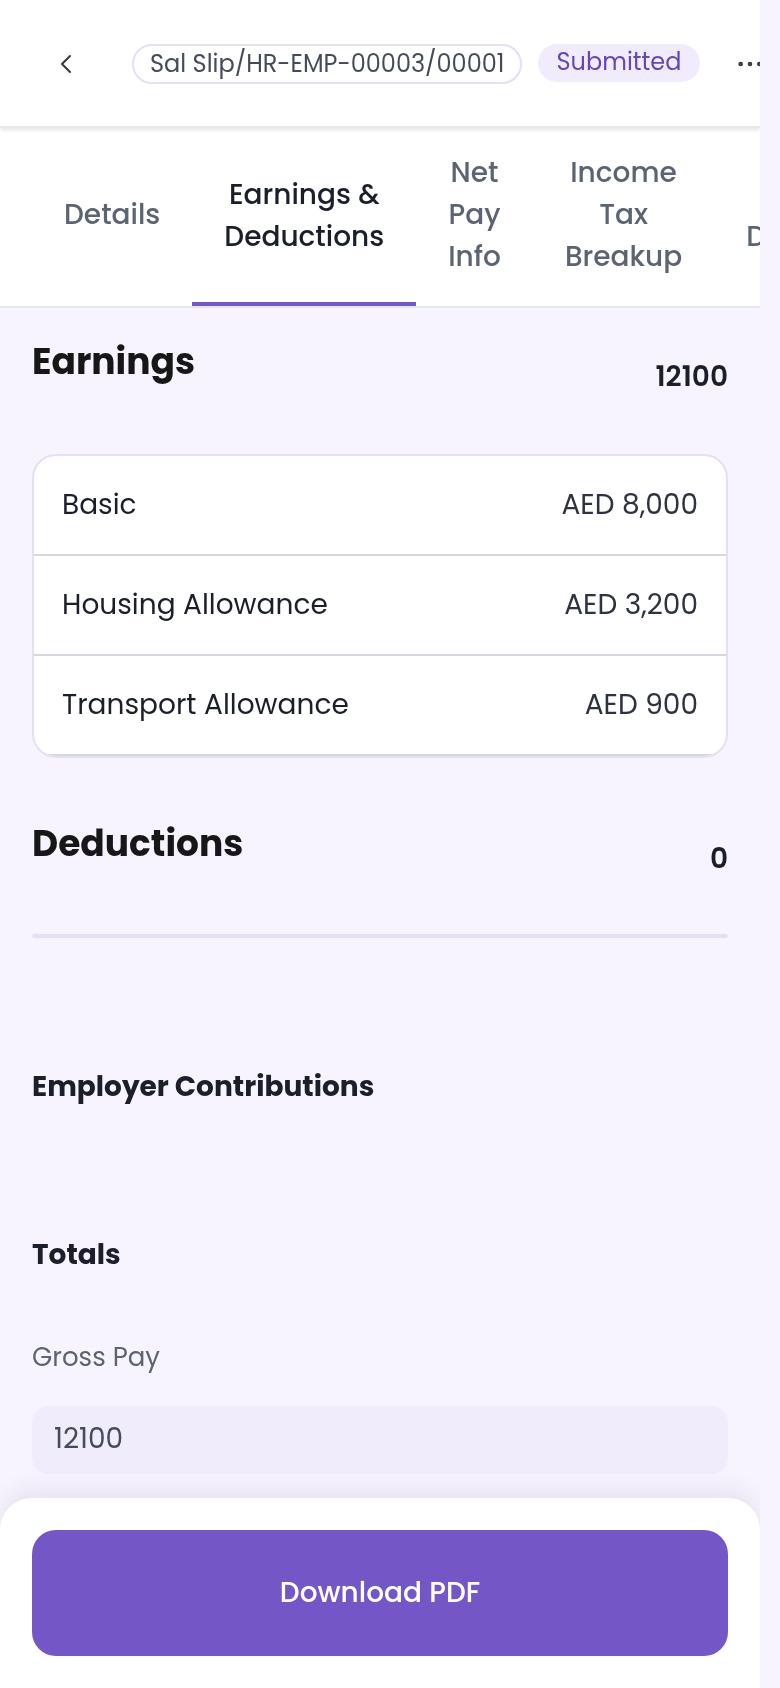 Sal Slip/HR-EMP-00003/00001
Submitted
Details
Earnings &
Deductions
Net
Pay
Info
Income
Tax
Breakup
Earnings
12100
Basic
AED 8,000
Housing Allowance
AED 3,200
Transport Allowance
AED 900
Deductions
0
Employer Contributions
Totals
Gross Pay
12100
Download PDF